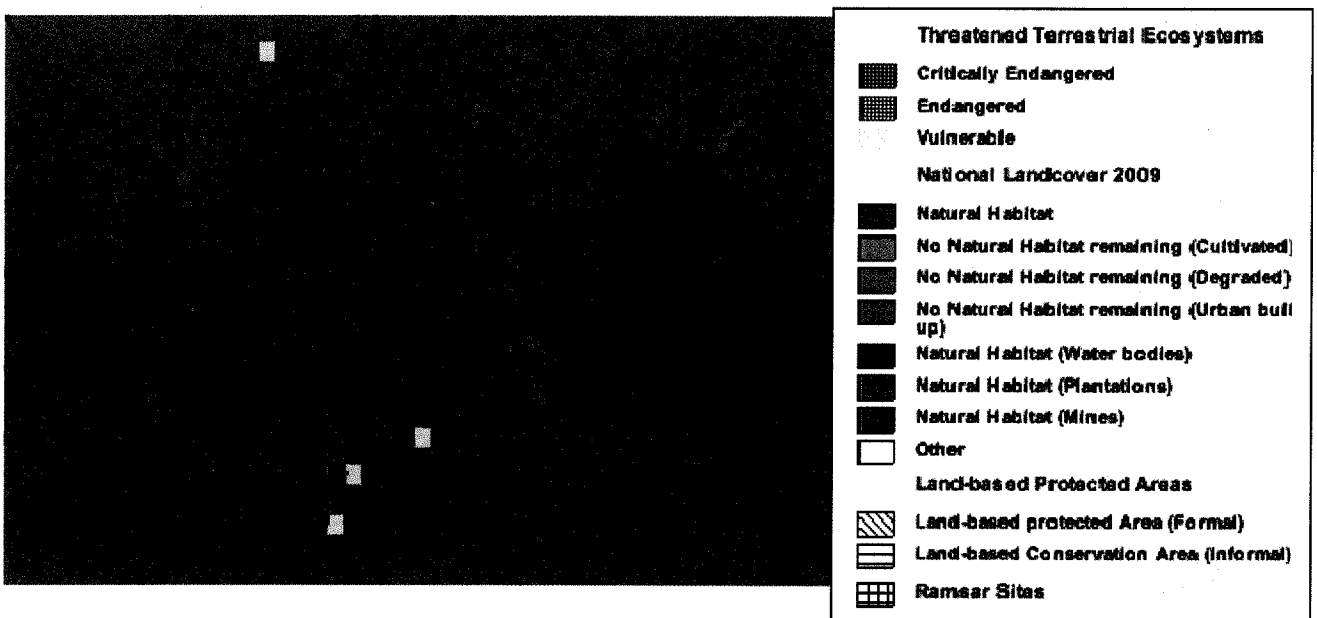 Threatened Terrestrial Ecosystems
Critically Endangered
Endangered
Vulnerable
National Landcover 2009
Natural Habitat
No Natural Habitat remaining (Cultivated)
No Natural Habitat remaining (Degraded)
No Natural Habitat remaining (Urban buil
up)
Natural Habitat (Water bodies)
Natural Habitat (Plantations)
Natural Habitat (Mines)
Other
Land-based Protected Areas
Land-based protected Area (Formal)
Land-based Conservation Area (Informal)
Ramsar Sites